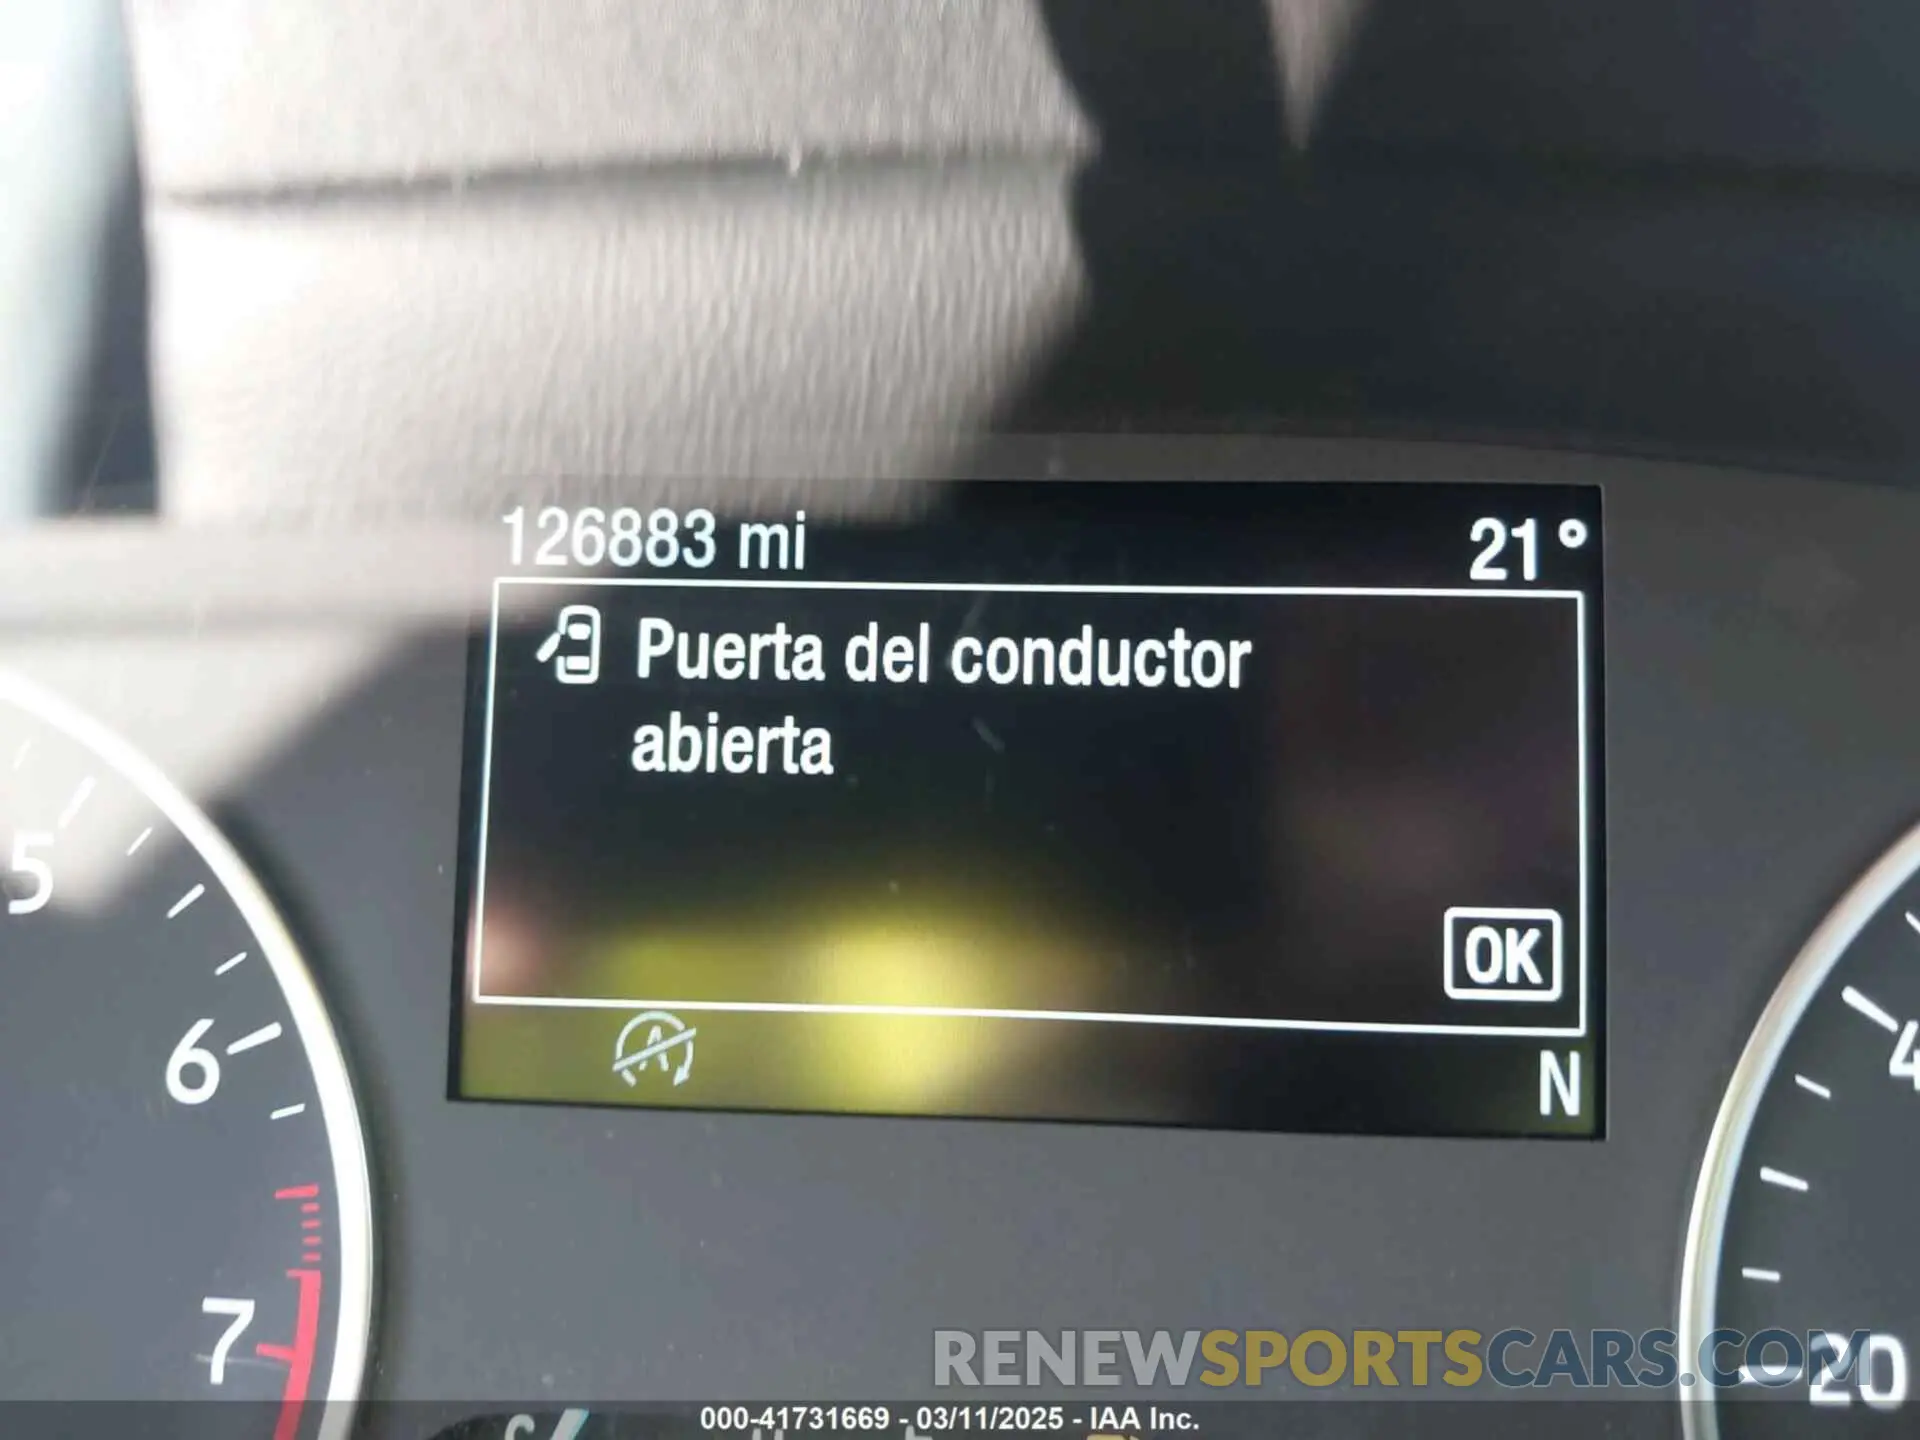 126883 mi 21°
Puerta del conductor
abierta
OK
A
N
5
6
7
4
20
RENEWSPORTSCARS.COM
000-41731669 - 03/11/2025 - IAA Inc.